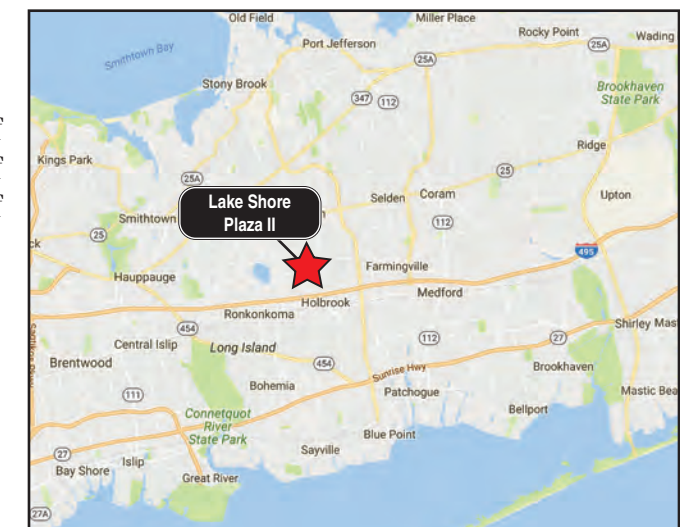 Old Field
Miller Place
Rocky Point
25A
Wading
Port Jefferson
Smithtown Bay
25A
Stony Brook
Brookhaven
State Park
347
112
Ridge
Kings Park
25
25A
Lake Shore
Plaza II
Selden
Coram
Upton
Smithtown
112
25
495
Farmingville
Hauppauge
Medford
Holbrook
Ronkonkoma
Shirley
454
112
27
Central Islip
Long Island
454
Brentwood
Sunrise Hwy
Brookhaven
Bohemia
Patchogue
111
Mastic
Bellport
Connetquot
River
State Park
Blue Point
27
Sayville
Islip
Bay Shore
Great River
27A